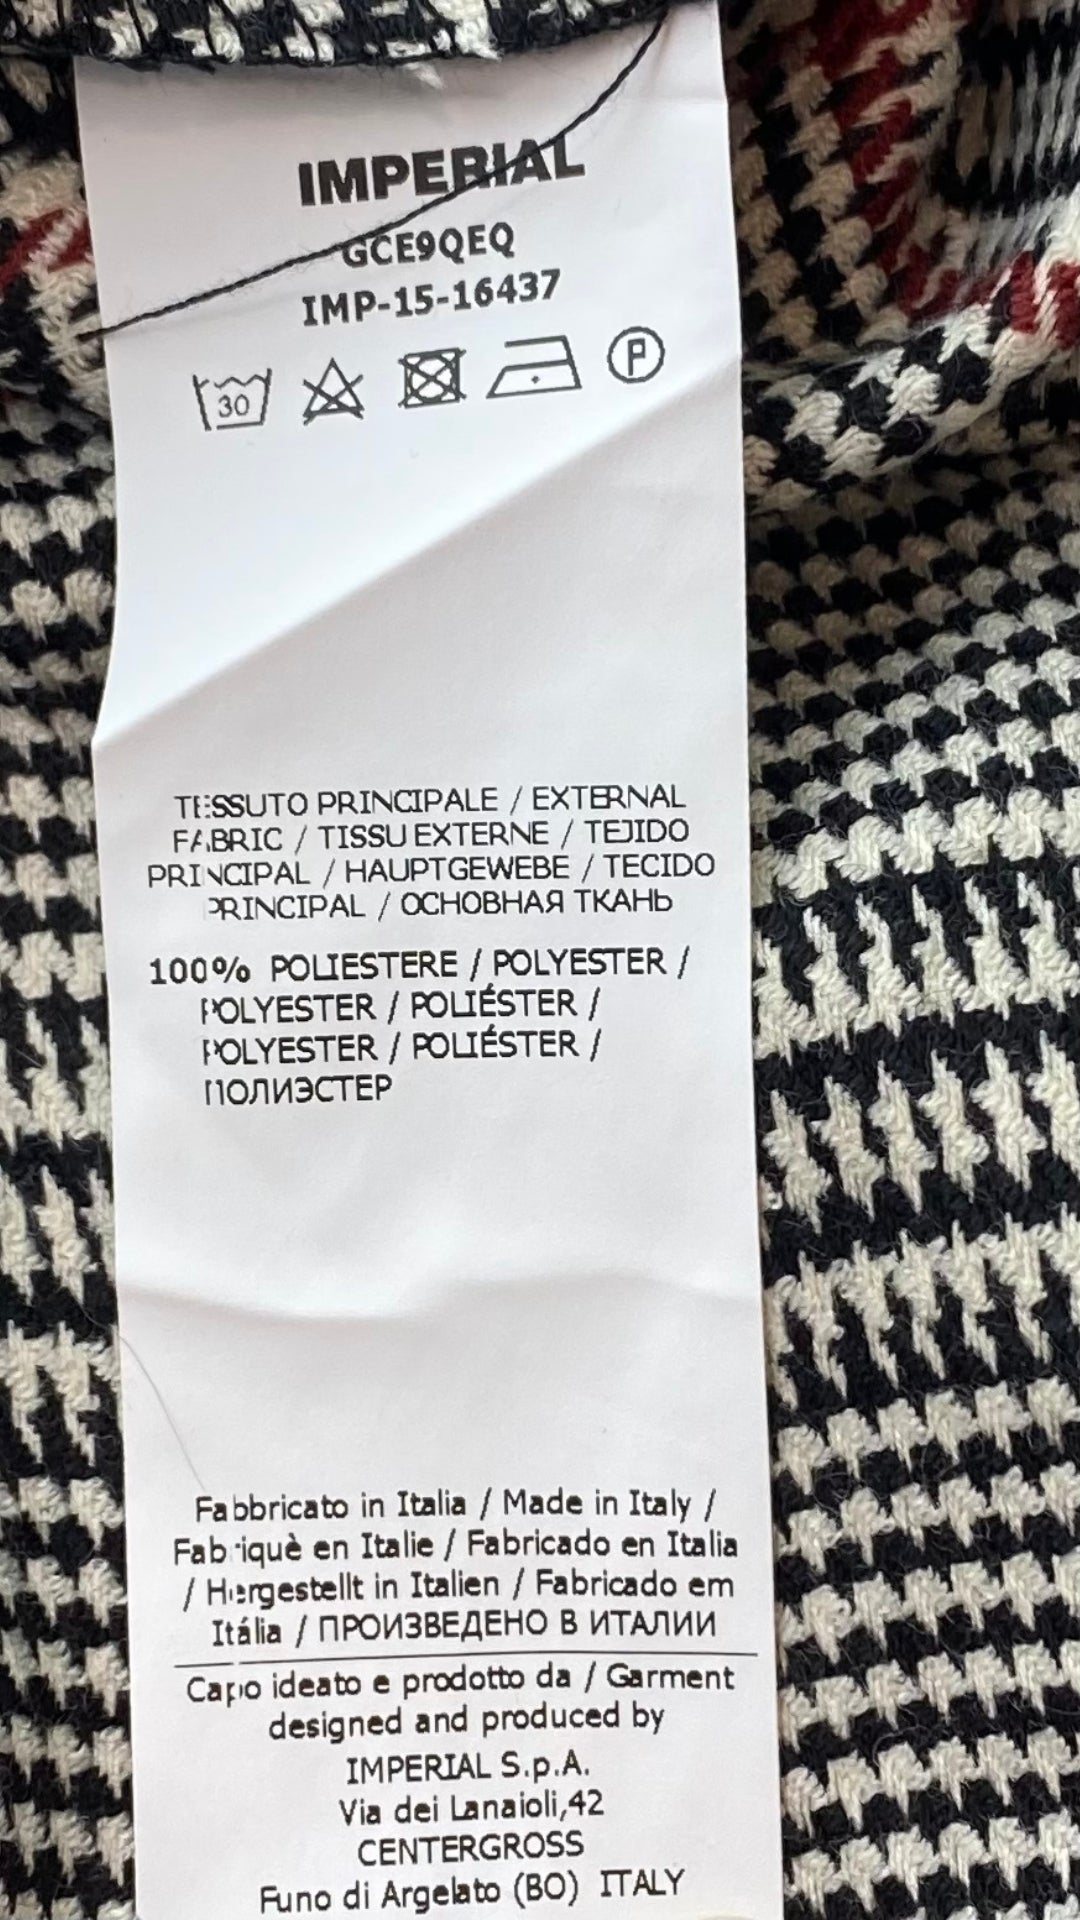 IMPERIAL
GCE9QEQ
IMP-15-16437
30 P
TESSUTO PRINCIPALE / EXTERNAL
FABRIC / TISSU EXTERNE / TEJIDO
PRINCIPAL / HAUPTGEWEBE / TECIDO
PRINCIPAL / ОСНОВНАЯ ТКАНЬ
100% POLIESTERE / POLYESTER /
POLYESTER / POLIÉSTER /
POLYESTER / POLIÉSTER /
ПОЛИЭСТЕР
Fabbricato in Italia / Made in Italy /
Fabriquè en Italie / Fabricado en Italia
/ Hergestellt in Italien / Fabricado em
Itália / ПРОИЗВЕДЕНО В ИТАЛИИ
Capo ideato e prodotto da / Garment
designed and produced by
IMPERIAL S.p.A.
Via dei Lanaioli,42
CENTERGROSS
Funo di Argelato (BO) ITALY